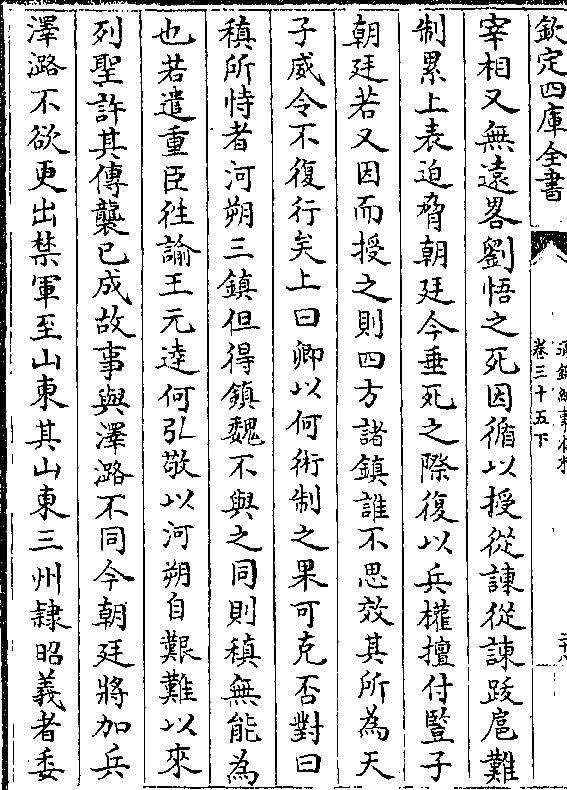 欽定四庫全書
卷三十五下
宰相又無逺畧劉悟之死因循以授從諫從諫跋扈難
制累上表迫脅朝廷今垂死之際復以兵權擅付豎子
朝廷若又因而授之則四方諸鎮誰不思效其所為天
子威令不復行矣上曰卿以何術制之果可克否對曰
稹所恃者河朔三鎮但得鎮魏不與之同則稹無能為
也若遣重臣往諭王元逵何弘敬以河朔自艱難以來
列聖許其傳襲已成故事與澤潞不同今朝廷將加兵
澤潞不欲更出禁軍至山東其山東三州隸昭義者委